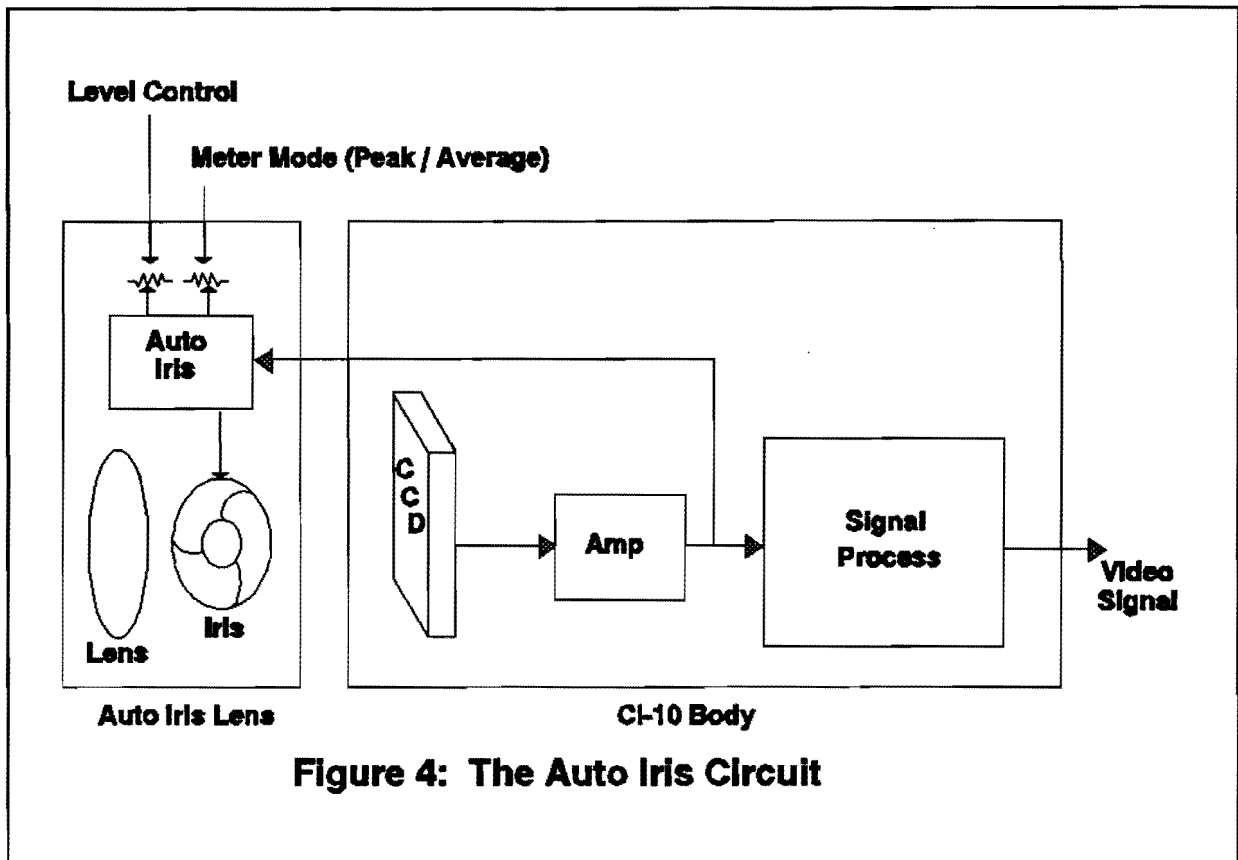 Level Control
Meter Mode (Peak / Average)
Auto
Iris
C
C
D
Amp
Signal
Process
Video
Signal
Iris
Lens
Auto Iris Lens
CI-10 Body
Figure 4: The Auto Iris Circuit